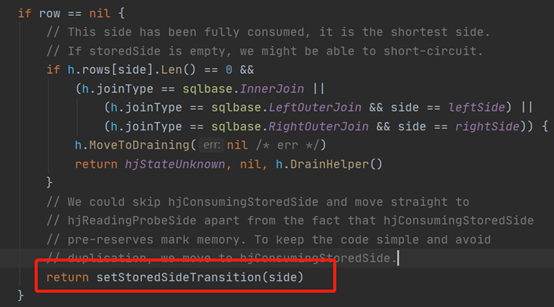 if row == nil {
// This side has been fully consumed, it is the shortest side.
// If storedSide is empty, we might be able to short-circuit.
if h.rows[side].Len() == 0 &&
(h.joinType == sqlbase.InnerJoin ||
(h.joinType == sqlbase.LeftOuterJoin && side == leftSide) ||
(h.joinType == sqlbase.RightOuterJoin && side == rightSide)) {
h.MoveToDraining( err: nil /* err */)
return hjStateUnknown, nil, h.DrainHelper()
}
// We could skip hjConsumingStoredSide and move straight to
// hjReadingProbeSide apart from the fact that hjConsumingStoredSide
// pre-reserves mark memory. To keep the code simple and avoid
// duplication, we move to hjConsumingStoredSide.
return setStoredSideTransition(side)
}